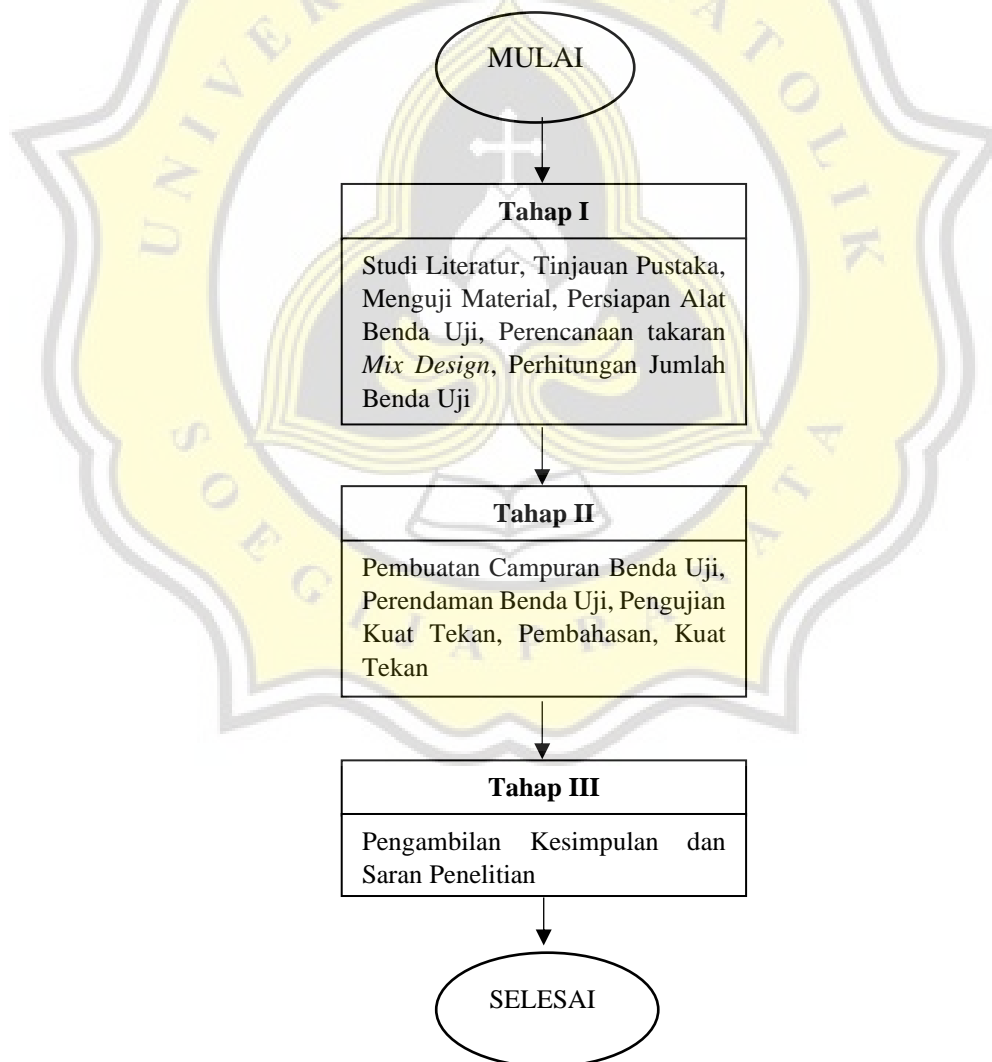 MULAI
Tahap I
Studi Literatur, Tinjauan Pustaka,
Menguji Material, Persiapan Alat
Benda Uji, Perencanaan takaran
Mix Design, Perhitungan Jumlah
Benda Uji
Tahap II
Pembuatan Campuran Benda Uji,
Perendaman Benda Uji, Pengujian
Kuat Tekan, Pembahasan, Kuat
Tekan
Tahap III
Pengambilan Kesimpulan dan
Saran Penelitian
SELESAI
SOEGIJAPRANATA